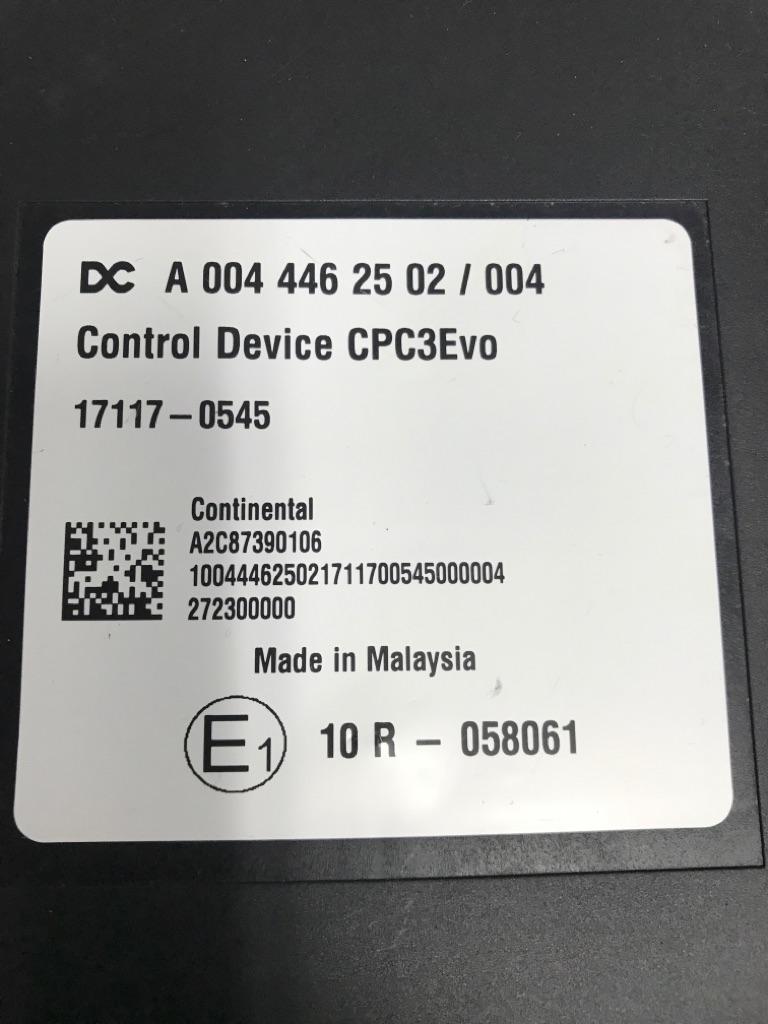 DC A 004 446 25 02 / 004
Control Device CPC3Evo
17117-0545
Continental
A2C87390106
100444625021711700545000004
272300000
Made in Malaysia
E1 10 R - 058061